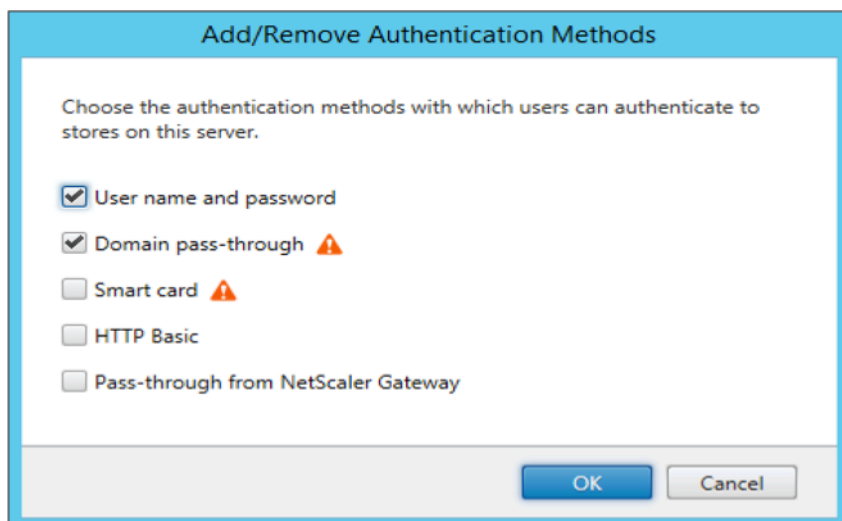 Add/Remove Authentication Methods
Choose the authentication methods with which users can authenticate to
stores on this server.
User name and password
Domain pass-through
Smart card
HTTP Basic
Pass-through from NetScaler Gateway
OK
Cancel